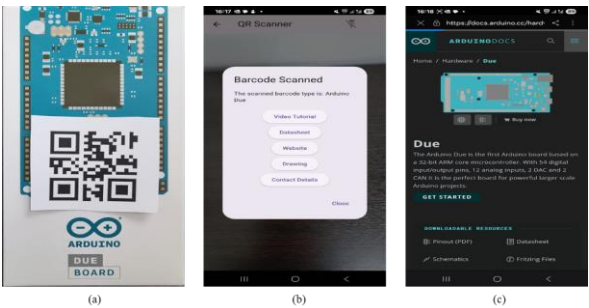 ARDUINO
DUE
BOARD
(a)
16:17
QR Scanner
Barcode Scanned
The scanned barcode type is: Arduino
Due
Video Tutorial
Datasheet
Website
Drawing
Contact Details
Close
(b)
16:18
https://docs.arduino.cc/hard
ARDUINODOCS
Home / Hardware / Due
Buy now
Due
The Arduino Due is the first Arduino board based on
a 32-bit ARM core microcontroller. With 54 digital
input/output pins, 12 analog inputs, 2 DAC and 2
CAN it is the perfect board for powerful larger scale
Arduino projects.
GET STARTED
DOWNLOADABLE RESOURCES
Pinout (PDF)
Datasheet
Schematics
Fritzing Files
(c)